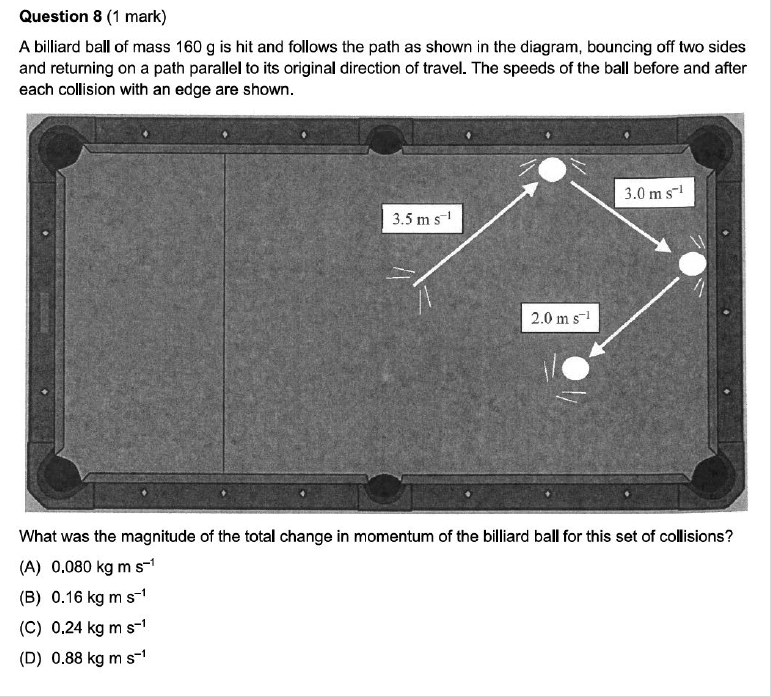 Question 8 (1 mark)
A billiard ball of mass 160 g is hit and follows the path as shown in the diagram, bouncing off two sides
and returning on a path parallel to its original direction of travel. The speeds of the ball before and after
each collision with an edge are shown.
3.0 m s⁻¹
3.5 m s⁻¹
2.0 m s⁻¹
What was the magnitude of the total change in momentum of the billiard ball for this set of collisions?
(A) 0.080 kg m s⁻¹
(B) 0.16 kg m s⁻¹
(C) 0.24 kg m s⁻¹
(D) 0.88 kg m s⁻¹